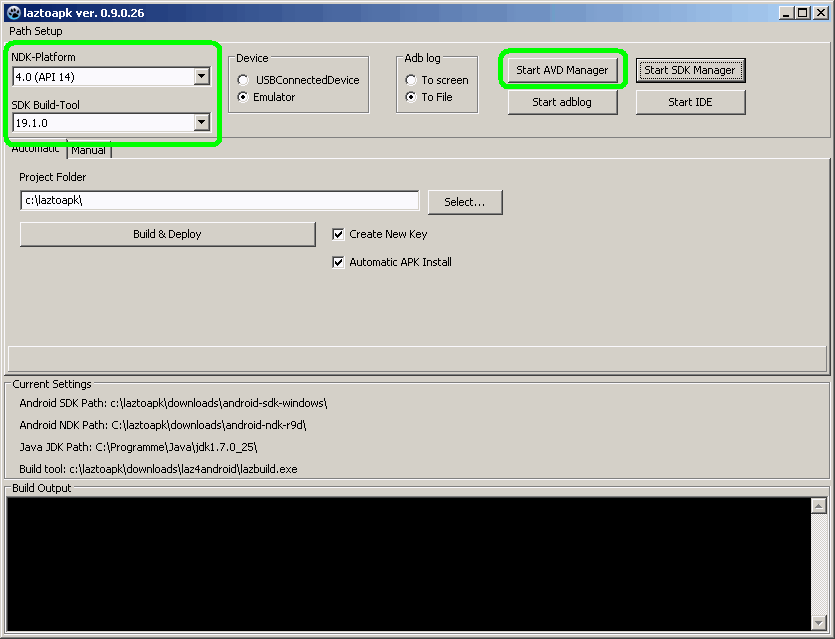 laztoapk ver. 0.9.0.26
Path Setup
NDK-Platform
4.0 (API 14)
SDK Build-Tool
19.1.0
Device
USBConnectedDevice
Emulator
Adb log
To screen
To File
Start AVD Manager
Start SDK Manager
Start adblog
Start IDE
Automatic
Manual
Project Folder
c:\laztoapk\
Select...
Build & Deploy
Create New Key
Automatic APK Install
Current Settings
Android SDK Path: c:\laztoapk\downloads\android-sdk-windows\
Android NDK Path: C:\laztoapk\downloads\android-ndk-r9d\
Java JDK Path: C:\Programme\Java\jdk1.7.0_25\
Build tool: c:\laztoapk\downloads\laz4android\lazbuild.exe
Build Output